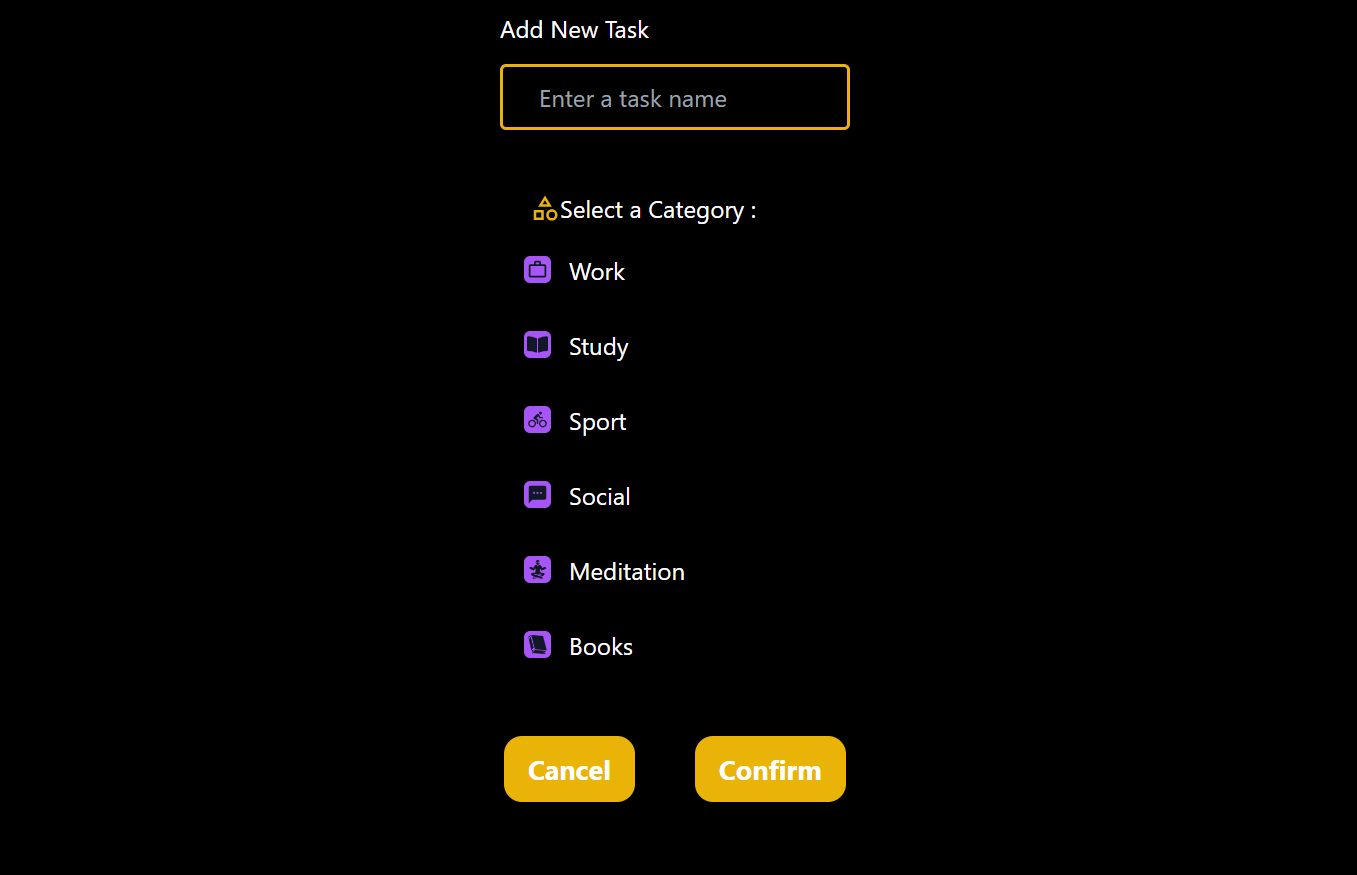 Add New Task
Enter a task name
Select a Category :
Work
Study
Sport
Social
Meditation
Books
Cancel Confirm